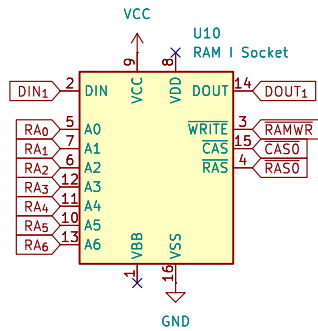 VCC
U10
RAM I Socket
9 8
VCC VDD
DIN1 2 DIN DOUT 14 DOUT1
RA0 5 A0 WRITE 3 RAMWR
RA1 7 A1 CAS 15 CAS0
RA2 6 A2 RAS 4 RAS0
RA3 12 A3
RA4 11 A4
RA5 10 A5
RA6 13 A6
VBB VSS
1 16
GND